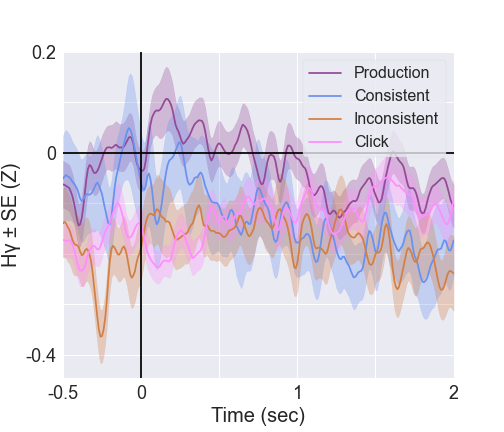 0.2
Production
Consistent
Inconsistent
Click
0
Hγ ± SE (Z)
-0.4
-0.5
0
1
2
Time (sec)